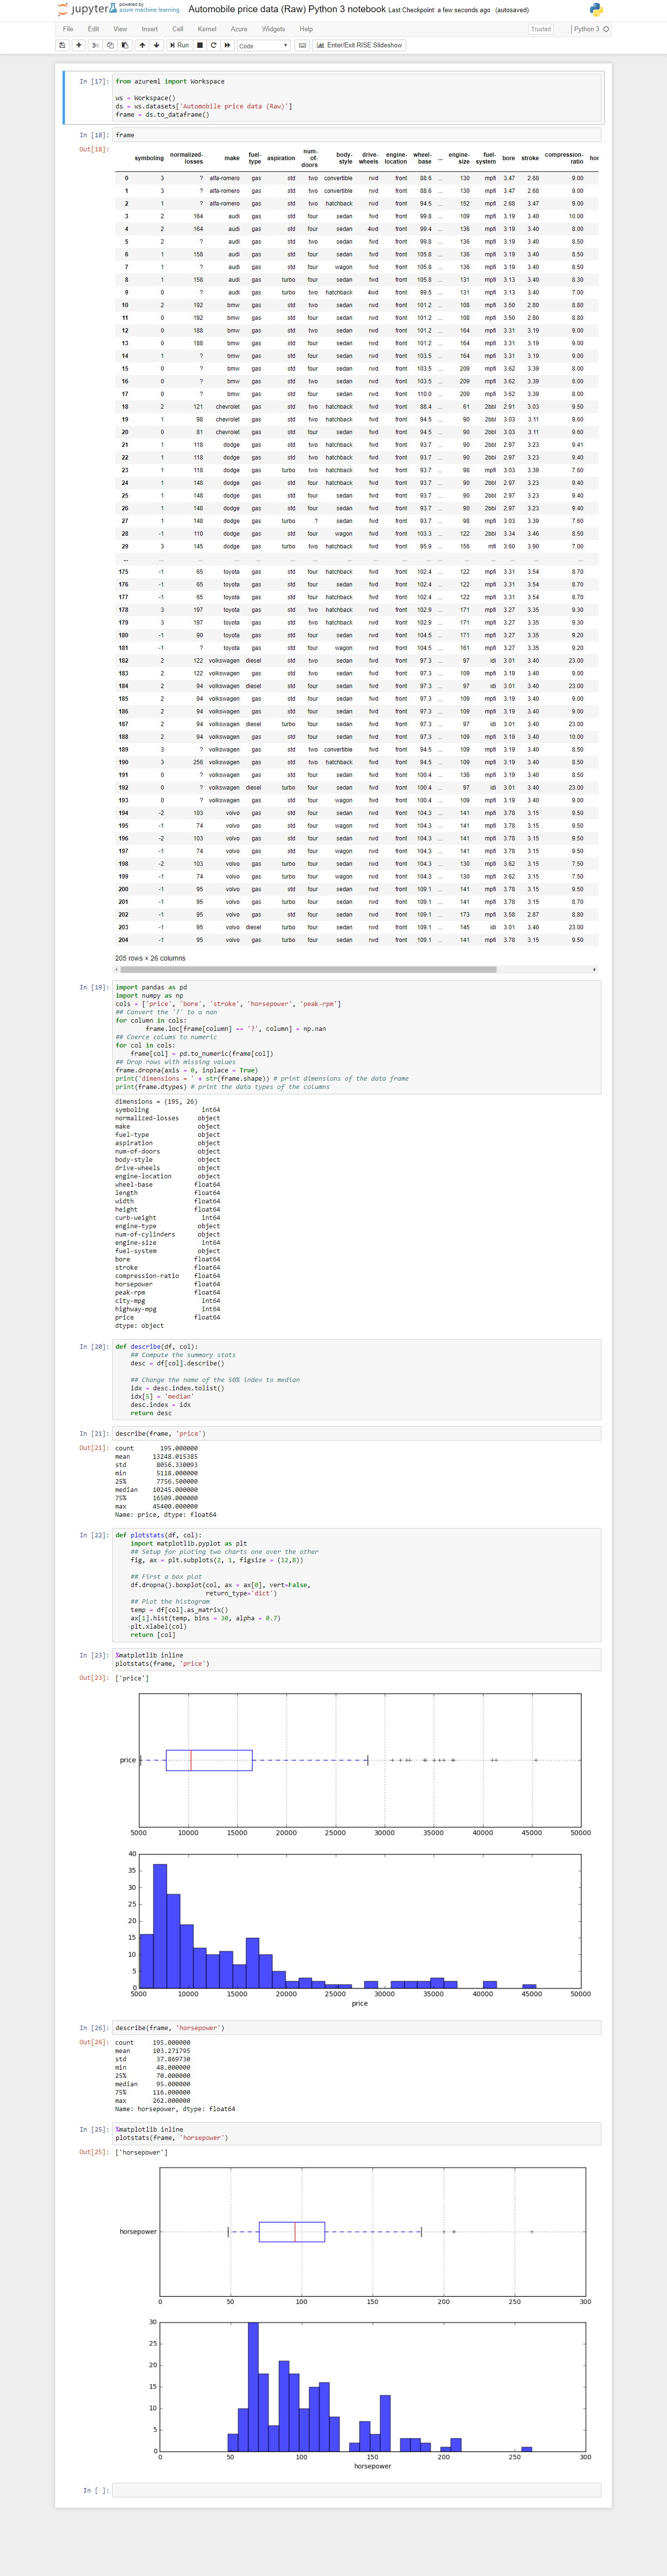 jupyter powered by azure machine learning Automobile price data (Raw) Python 3 notebook Last Checkpoint: a few seconds ago (autosaved)
File Edit View Insert Cell Kernel Azure Widgets Help Trusted Python 3
Run Code Enter/Exit RISE Slideshow
In [17]: from azureml import Workspace
ws = Workspace()
ds = ws.datasets['Automobile price data (Raw)']
frame = ds.to_dataframe()
In [18]: frame
Out[18]:
symboling normalized-losses make fuel-type aspiration num-of-doors body-style drive-wheels engine-location wheel-base ... engine-size fuel-system bore stroke compression-ratio hor
0 3 ? alfa-romero gas std two convertible rwd front 88.6 ... 130 mpfi 3.47 2.68 9.00
1 3 ? alfa-romero gas std two convertible rwd front 88.6 ... 130 mpfi 3.47 2.68 9.00
2 1 ? alfa-romero gas std two hatchback rwd front 94.5 ... 152 mpfi 2.68 3.47 9.00
3 2 164 audi gas std four sedan fwd front 99.8 ... 109 mpfi 3.19 3.40 10.00
4 2 164 audi gas std four sedan 4wd front 99.4 ... 136 mpfi 3.19 3.40 8.00
5 2 ? audi gas std two sedan fwd front 99.8 ... 136 mpfi 3.19 3.40 8.50
6 1 158 audi gas std four sedan fwd front 105.8 ... 136 mpfi 3.19 3.40 8.50
7 1 ? audi gas std four wagon fwd front 105.8 ... 136 mpfi 3.19 3.40 8.50
8 1 158 audi gas turbo four sedan fwd front 105.8 ... 131 mpfi 3.13 3.40 8.30
9 0 ? audi gas turbo two hatchback 4wd front 99.5 ... 131 mpfi 3.13 3.40 7.00
10 2 192 bmw gas std two sedan rwd front 101.2 ... 108 mpfi 3.50 2.80 8.80
11 0 192 bmw gas std four sedan rwd front 101.2 ... 108 mpfi 3.50 2.80 8.80
12 0 188 bmw gas std two sedan rwd front 101.2 ... 164 mpfi 3.31 3.19 9.00
13 0 188 bmw gas std four sedan rwd front 101.2 ... 164 mpfi 3.31 3.19 9.00
14 1 ? bmw gas std four sedan rwd front 103.5 ... 164 mpfi 3.31 3.19 9.00
15 0 ? bmw gas std four sedan rwd front 103.5 ... 209 mpfi 3.62 3.39 8.00
16 0 ? bmw gas std two sedan rwd front 103.5 ... 209 mpfi 3.62 3.39 8.00
17 0 ? bmw gas std four sedan rwd front 110.0 ... 209 mpfi 3.62 3.39 8.00
18 2 121 chevrolet gas std two hatchback fwd front 88.4 ... 61 2bbl 2.91 3.03 9.50
19 1 98 chevrolet gas std two hatchback fwd front 94.5 ... 90 2bbl 3.03 3.11 9.60
20 0 81 chevrolet gas std four sedan fwd front 94.5 ... 90 2bbl 3.03 3.11 9.60
21 1 118 dodge gas std two hatchback fwd front 93.7 ... 90 2bbl 2.97 3.23 9.41
22 1 118 dodge gas std two hatchback fwd front 93.7 ... 90 2bbl 2.97 3.23 9.40
23 1 118 dodge gas turbo two hatchback fwd front 93.7 ... 98 mpfi 3.03 3.39 7.60
24 1 148 dodge gas std four hatchback fwd front 93.7 ... 90 2bbl 2.97 3.23 9.40
25 1 148 dodge gas std four sedan fwd front 93.7 ... 90 2bbl 2.97 3.23 9.40
26 1 148 dodge gas std four sedan fwd front 93.7 ... 90 2bbl 2.97 3.23 9.40
27 1 148 dodge gas turbo ? sedan fwd front 93.7 ... 98 mpfi 3.03 3.39 7.60
28 -1 110 dodge gas std four wagon fwd front 103.3 ... 122 2bbl 3.34 3.46 8.50
29 3 145 dodge gas turbo two hatchback fwd front 95.9 ... 156 mfi 3.60 3.90 7.00
... ... ... ... ... ... ... ... ... ... ... ... ... ... ... ... ...
175 -1 65 toyota gas std four hatchback fwd front 102.4 ... 122 mpfi 3.31 3.54 8.70
176 -1 65 toyota gas std four sedan fwd front 102.4 ... 122 mpfi 3.31 3.54 8.70
177 -1 65 toyota gas std four hatchback fwd front 102.4 ... 122 mpfi 3.31 3.54 8.70
178 3 197 toyota gas std two hatchback rwd front 102.9 ... 171 mpfi 3.27 3.35 9.30
179 3 197 toyota gas std two hatchback rwd front 102.9 ... 171 mpfi 3.27 3.35 9.30
180 -1 90 toyota gas std four sedan rwd front 104.5 ... 171 mpfi 3.27 3.35 9.20
181 -1 ? toyota gas std four wagon rwd front 104.5 ... 161 mpfi 3.27 3.35 9.20
182 2 122 volkswagen diesel std two sedan fwd front 97.3 ... 97 idi 3.01 3.40 23.00
183 2 122 volkswagen gas std two sedan fwd front 97.3 ... 109 mpfi 3.19 3.40 9.00
184 2 94 volkswagen diesel std four sedan fwd front 97.3 ... 97 idi 3.01 3.40 23.00
185 2 94 volkswagen gas std four sedan fwd front 97.3 ... 109 mpfi 3.19 3.40 9.00
186 2 94 volkswagen gas std four sedan fwd front 97.3 ... 109 mpfi 3.19 3.40 9.00
187 2 94 volkswagen diesel turbo four sedan fwd front 97.3 ... 97 idi 3.01 3.40 23.00
188 2 94 volkswagen gas std four sedan fwd front 97.3 ... 109 mpfi 3.19 3.40 10.00
189 3 ? volkswagen gas std two convertible fwd front 94.5 ... 109 mpfi 3.19 3.40 8.50
190 3 256 volkswagen gas std two hatchback fwd front 94.5 ... 109 mpfi 3.19 3.40 8.50
191 0 ? volkswagen gas std four sedan fwd front 100.4 ... 136 mpfi 3.19 3.40 8.50
192 0 ? volkswagen diesel turbo four sedan fwd front 100.4 ... 97 idi 3.01 3.40 23.00
193 0 ? volkswagen gas std four wagon fwd front 100.4 ... 109 mpfi 3.19 3.40 9.00
194 -2 103 volvo gas std four sedan rwd front 104.3 ... 141 mpfi 3.78 3.15 9.50
195 -1 74 volvo gas std four wagon rwd front 104.3 ... 141 mpfi 3.78 3.15 9.50
196 -2 103 volvo gas std four sedan rwd front 104.3 ... 141 mpfi 3.78 3.15 9.50
197 -1 74 volvo gas std four wagon rwd front 104.3 ... 141 mpfi 3.78 3.15 9.50
198 -2 103 volvo gas turbo four sedan rwd front 104.3 ... 130 mpfi 3.62 3.15 7.50
199 -1 74 volvo gas turbo four wagon rwd front 104.3 ... 130 mpfi 3.62 3.15 7.50
200 -1 95 volvo gas std four sedan rwd front 109.1 ... 141 mpfi 3.78 3.15 9.50
201 -1 95 volvo gas turbo four sedan rwd front 109.1 ... 141 mpfi 3.78 3.15 8.70
202 -1 95 volvo gas std four sedan rwd front 109.1 ... 173 mpfi 3.58 2.87 8.80
203 -1 95 volvo diesel turbo four sedan rwd front 109.1 ... 145 idi 3.01 3.40 23.00
204 -1 95 volvo gas turbo four sedan rwd front 109.1 ... 141 mpfi 3.78 3.15 9.50
205 rows × 26 columns
In [19]: import pandas as pd
import numpy as np
cols = ['price', 'bore', 'stroke', 'horsepower', 'peak-rpm']
## Convert the '?' to a nan
for column in cols:
frame.loc[frame[column] == '?', column] = np.nan
## Coerce colums to numeric
for col in cols:
frame[col] = pd.to_numeric(frame[col])
## Drop rows with missing values
frame.dropna(axis = 0, inplace = True)
print('dimensions = ' + str(frame.shape)) # print dimensions of the data frame
print(frame.dtypes) # print the data types of the columns
dimensions = (195, 26)
symboling int64
normalized-losses object
make object
fuel-type object
aspiration object
num-of-doors object
body-style object
drive-wheels object
engine-location object
wheel-base float64
length float64
width float64
height float64
curb-weight int64
engine-type object
num-of-cylinders object
engine-size int64
fuel-system object
bore float64
stroke float64
compression-ratio float64
horsepower float64
peak-rpm float64
city-mpg int64
highway-mpg int64
price float64
dtype: object
In [20]: def describe(df, col):
## Compute the summary stats
desc = df[col].describe()
## Change the name of the 50% index to median
idx = desc.index.tolist()
idx[5] = 'median'
desc.index = idx
return desc
In [21]: describe(frame, 'price')
Out[21]: count 195.000000
mean 13248.015385
std 8056.330093
min 5118.000000
25% 7756.500000
median 10245.000000
75% 16509.000000
max 45400.000000
Name: price, dtype: float64
In [22]: def plotstats(df, col):
import matplotlib.pyplot as plt
## Setup for ploting two charts one over the other
fig, ax = plt.subplots(2, 1, figsize = (12,8))
## First a box plot
df.dropna().boxplot(col, ax = ax[0], vert=False,
return_type='dict')
## Plot the histogram
temp = df[col].as_matrix()
ax[1].hist(temp, bins = 30, alpha = 0.7)
plt.xlabel(col)
return [col]
In [23]: %matplotlib inline
plotstats(frame, 'price')
Out[23]: ['price']
price
5000 10000 15000 20000 25000 30000 35000 40000 45000 50000
40
35
30
25
20
15
10
5
0
5000 10000 15000 20000 25000 30000 35000 40000 45000 50000
price
In [26]: describe(frame, 'horsepower')
Out[26]: count 195.000000
mean 103.271795
std 37.869730
min 48.000000
25% 70.000000
median 95.000000
75% 116.000000
max 262.000000
Name: horsepower, dtype: float64
In [25]: %matplotlib inline
plotstats(frame, 'horsepower')
Out[25]: ['horsepower']
horsepower
0 50 100 150 200 250 300
30
25
20
15
10
5
0
0 50 100 150 200 250 300
horsepower
In [ ]: